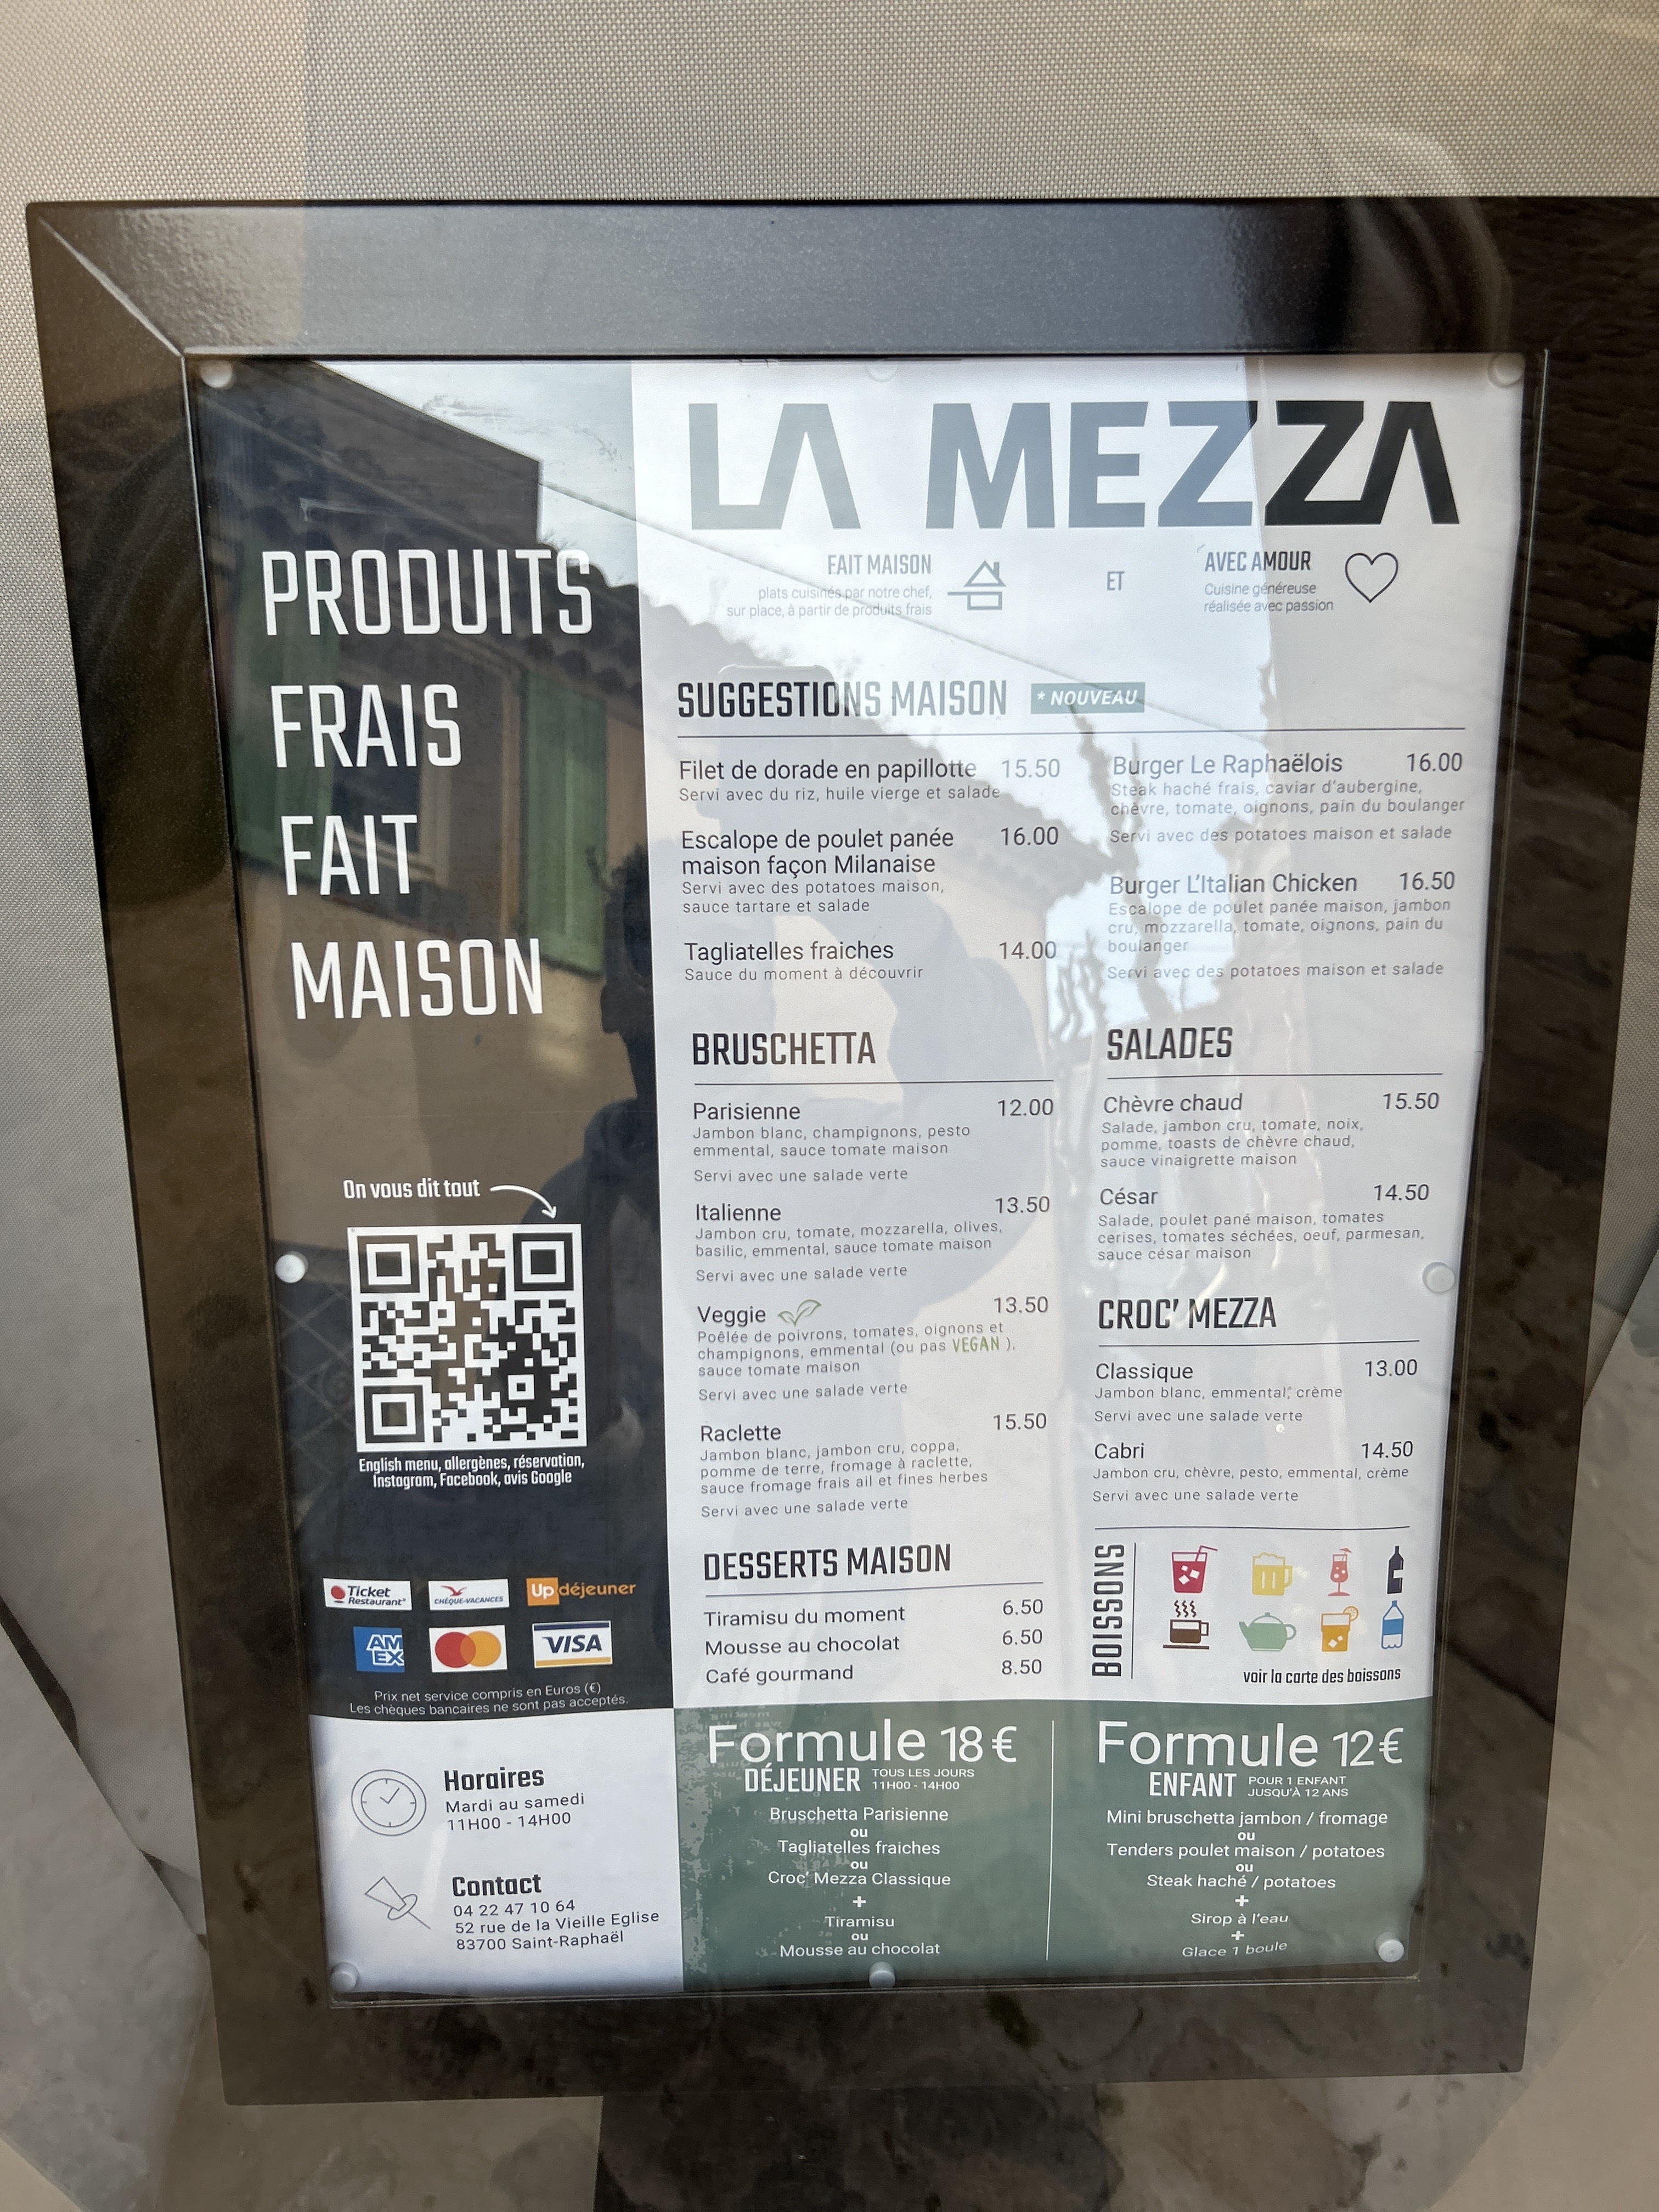 LA MEZZA
FAIT MAISON
plats cuisinés par notre chef,
sur place, à partir de produits frais
ET
AVEC AMOUR
Cuisine généreuse
réalisée avec passion
PRODUITS
FRAIS
FAIT
MAISON
On vous dit tout
English menu, allergènes, réservation,
Instagram, Facebook, avis Google
Ticket
Restaurant
CHÈQUE-VACANCES
Up déjeuner
AM
EX
VISA
Prix net service compris en Euros (€)
Les chèques bancaires ne sont pas acceptés.
Horaires
Mardi au samedi
11H00 - 14H00
Contact
04 22 47 10 64
52 rue de la Vieille Eglise
83700 Saint-Raphaël
SUGGESTIONS MAISON * NOUVEAU
Filet de dorade en papillotte 15.50
Servi avec du riz, huile vierge et salade
Escalope de poulet panée 16.00
maison façon Milanaise
Servi avec des potatoes maison,
sauce tartare et salade
Tagliatelles fraiches 14.00
Sauce du moment à découvrir
Burger Le Raphaëlois 16.00
Steak haché frais, caviar d'aubergine,
chèvre, tomate, oignons, pain du boulanger
Servi avec des potatoes maison et salade
Burger L'Italian Chicken 16.50
Escalope de poulet panée maison, jambon
cru, mozzarella, tomate, oignons, pain du
boulanger
Servi avec des potatoes maison et salade
BRUSCHETTA
Parisienne 12.00
Jambon blanc, champignons, pesto
emmental, sauce tomate maison
Servi avec une salade verte
Italienne 13.50
Jambon cru, tomate, mozzarella, olives,
basilic, emmental, sauce tomate maison
Servi avec une salade verte
Veggie 13.50
Poêlée de poivrons, tomates, oignons et
champignons, emmental (ou pas VEGAN ),
sauce tomate maison
Servi avec une salade verte
Raclette 15.50
Jambon blanc, jambon cru, coppa,
pomme de terre, fromage à raclette,
sauce fromage frais ail et fines herbes
Servi avec une salade verte
DESSERTS MAISON
Tiramisu du moment 6.50
Mousse au chocolat 6.50
Café gourmand 8.50
SALADES
Chèvre chaud 15.50
Salade, jambon cru, tomate, noix,
pomme, toasts de chèvre chaud,
sauce vinaigrette maison
César 14.50
Salade, poulet pané maison, tomates
cerises, tomates séchées, oeuf, parmesan,
sauce césar maison
CROC' MEZZA
Classique 13.00
Jambon blanc, emmental, crème
Servi avec une salade verte
Cabri 14.50
Jambon cru, chèvre, pesto, emmental, crème
Servi avec une salade verte
BOISSONS
voir la carte des boissons
Formule 18€
DÉJEUNER TOUS LES JOURS
11H00 - 14H00
Bruschetta Parisienne
ou
Tagliatelles fraiches
ou
Croc' Mezza Classique
+
Tiramisu
ou
Mousse au chocolat
Formule 12€
ENFANT POUR 1 ENFANT
JUSQU'À 12 ANS
Mini bruschetta jambon / fromage
ou
Tenders poulet maison / potatoes
ou
Steak haché / potatoes
+
Sirop à l'eau
+
Glace 1 boule